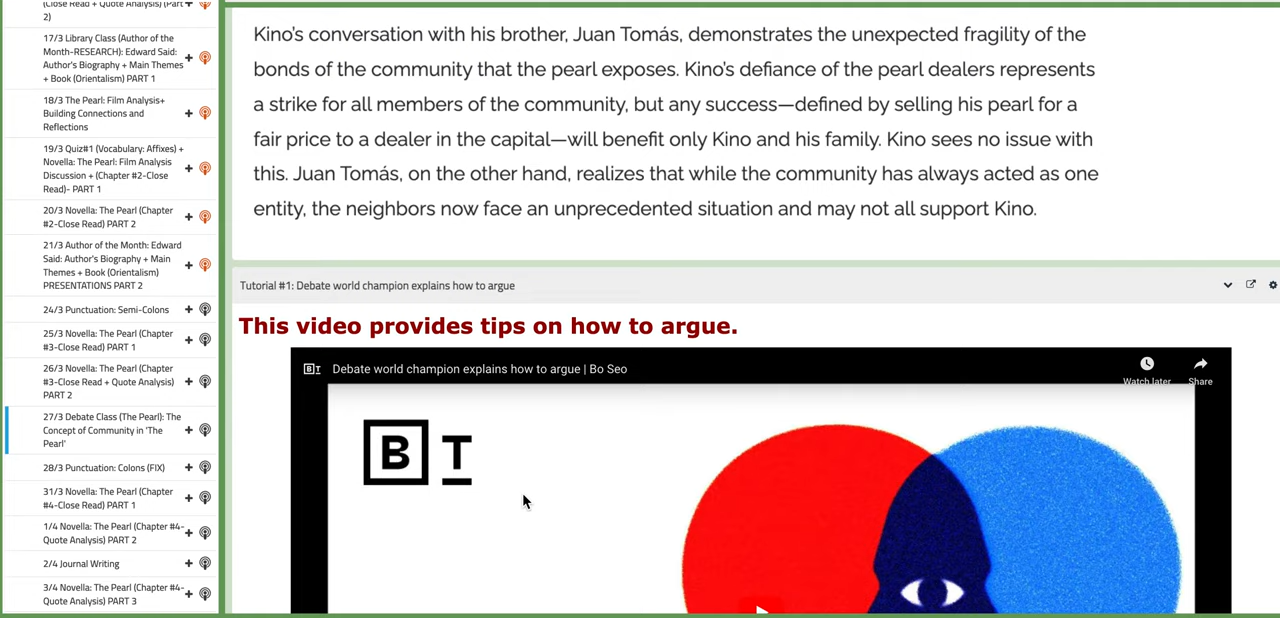 (Close Read + Quote Analysis) (Part
2)
17/3 Library Class (Author of the
Month-RESEARCH): Edward Said:
Author's Biography + Main Themes
+ Book (Orientalism) PART 1
18/3 The Pearl: Film Analysis+
Building Connections and
Reflections
19/3 Quiz#1 (Vocabulary: Affixes) +
Novella: The Pearl: Film Analysis
Discussion + (Chapter #2-Close
Read)- PART 1
20/3 Novella: The Pearl (Chapter
#2-Close Read) PART 2
21/3 Author of the Month: Edward
Said: Author's Biography + Main
Themes + Book (Orientalism)
PRESENTATIONS PART 2
24/3 Punctuation: Semi-Colons
25/3 Novella: The Pearl (Chapter
#3-Close Read) PART 1
26/3 Novella: The Pearl (Chapter
#3-Close Read + Quote Analysis)
PART 2
27/3 Debate Class (The Pearl): The
Concept of Community in 'The
Pearl'
28/3 Punctuation: Colons (FIX)
31/3 Novella: The Pearl (Chapter
#4-Close Read) PART 1
1/4 Novella: The Pearl (Chapter #4-
Quote Analysis) PART 2
2/4 Journal Writing
3/4 Novella: The Pearl (Chapter #4-
Quote Analysis) PART 3
Kino's conversation with his brother, Juan Tomás, demonstrates the unexpected fragility of the
bonds of the community that the pearl exposes. Kino's defiance of the pearl dealers represents
a strike for all members of the community, but any success—defined by selling his pearl for a
fair price to a dealer in the capital—will benefit only Kino and his family. Kino sees no issue with
this. Juan Tomás, on the other hand, realizes that while the community has always acted as one
entity, the neighbors now face an unprecedented situation and may not all support Kino.
Tutorial #1: Debate world champion explains how to argue
This video provides tips on how to argue.
BT Debate world champion explains how to argue | Bo Seo
Watch later
Share
B T